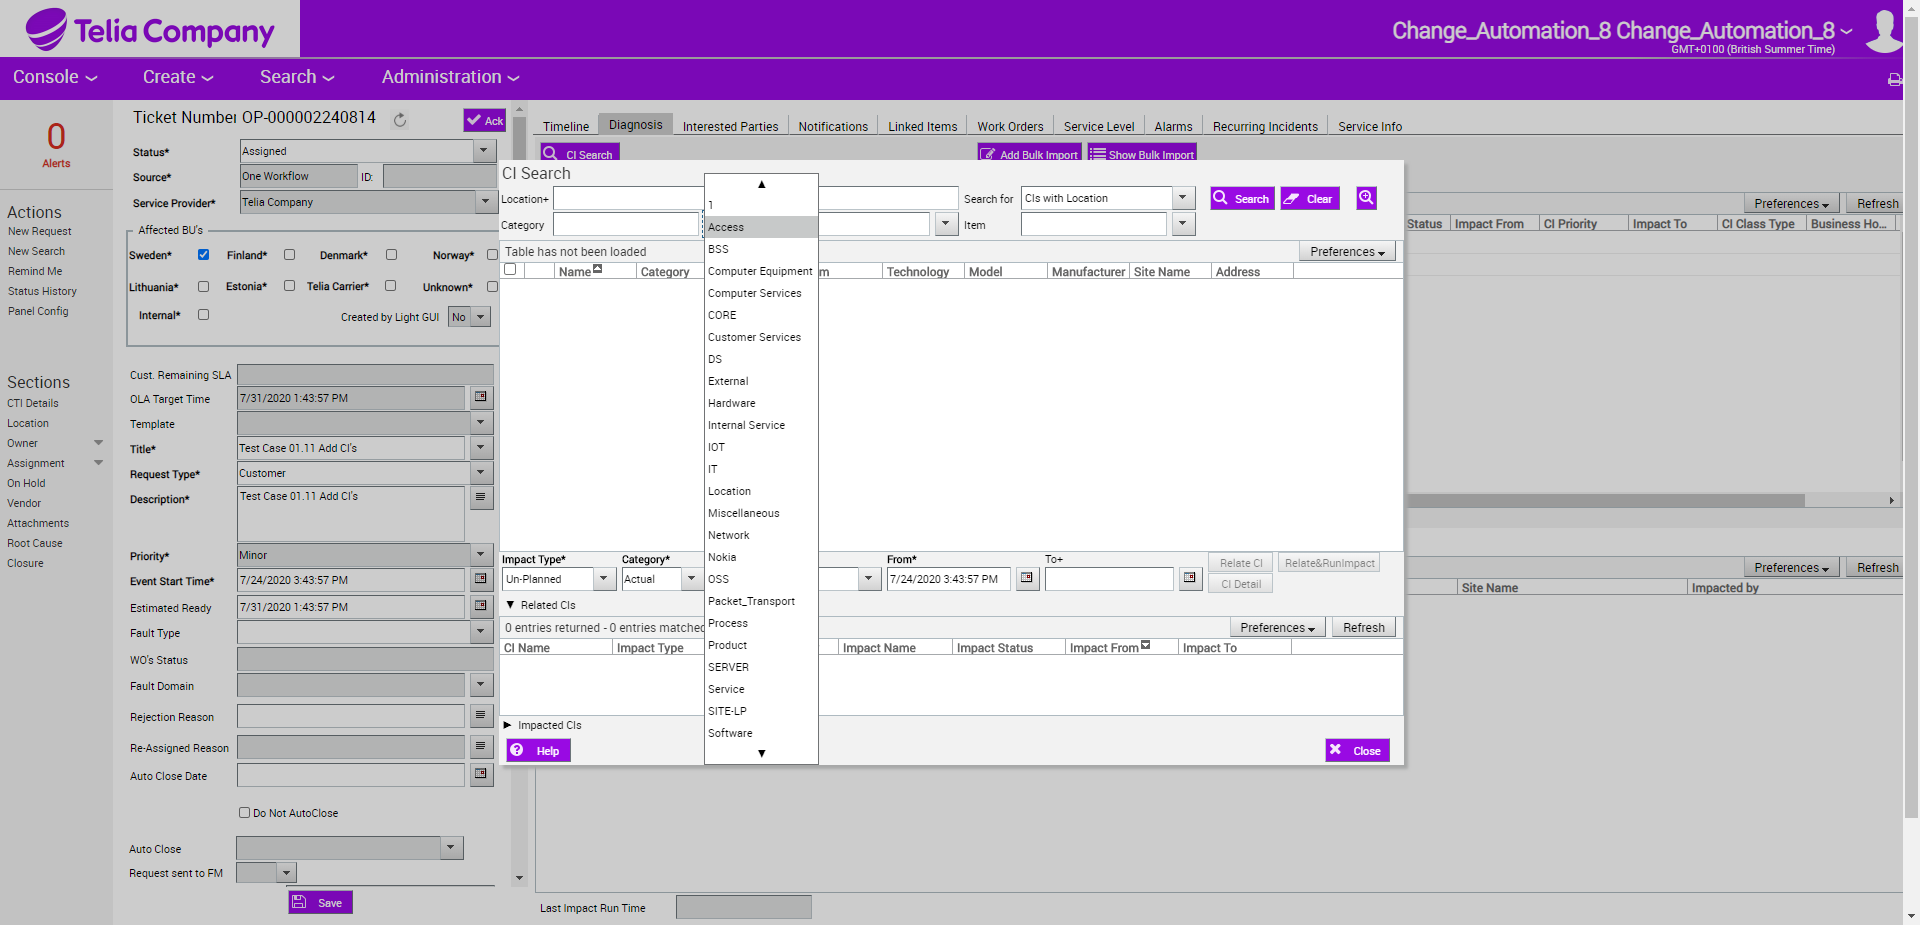 Telia Company
Change_Automation_8 Change_Automation_8
GMT+0100 (British Summer Time)
Console
Create
Search
Administration
0
Alerts
Actions
New Request
New Search
Remind Me
Status History
Panel Config
Sections
CTI Details
Location
Owner
Assignment
On Hold
Vendor
Attachments
Root Cause
Closure
Ticket Number OP-000002240814
Ack
Status* Assigned
Source* One Workflow ID:
Service Provider* Telia Company
Affected BU's
Sweden* Finland* Denmark* Norway*
Lithuania* Estonia* Telia Carrier* Unknown*
Internal* Created by Light GUI No
Cust. Remaining SLA
OLA Target Time 7/31/2020 1:43:57 PM
Template
Title* Test Case 01.11 Add CI's
Request Type* Customer
Description* Test Case 01.11 Add CI's
Priority* Minor
Event Start Time* 7/24/2020 3:43:57 PM
Estimated Ready 7/31/2020 1:43:57 PM
Fault Type
WO's Status
Fault Domain
Rejection Reason
Re-Assigned Reason
Auto Close Date
Do Not AutoClose
Auto Close
Request sent to FM
Save
Timeline Diagnosis Interested Parties Notifications Linked Items Work Orders Service Level Alarms Recurring Incidents Service Info
CI Search Add Bulk Import Show Bulk Import
Preferences Refresh
Status Impact From CI Priority Impact To CI Class Type Business Ho...
CI Search
Location+ Search for CIs with Location Search Clear
Category Item
Table has not been loaded Preferences
Name Category m Technology Model Manufacturer Site Name Address
1
Access
BSS
Computer Equipment
Computer Services
CORE
Customer Services
DS
External
Hardware
Internal Service
IOT
IT
Location
Miscellaneous
Network
Nokia
OSS
Packet_Transport
Process
Product
SERVER
Service
SITE-LP
Software
Impact Type* Category* From* To+ Relate CI Relate&RunImpact
Un-Planned Actual 7/24/2020 3:43:57 PM CI Detail
Related CIs
0 entries returned - 0 entries matched Preferences Refresh
CI Name Impact Type Impact Name Impact Status Impact From Impact To
Impacted CIs
Help Close
Preferences Refresh
Site Name Impacted by
Last Impact Run Time